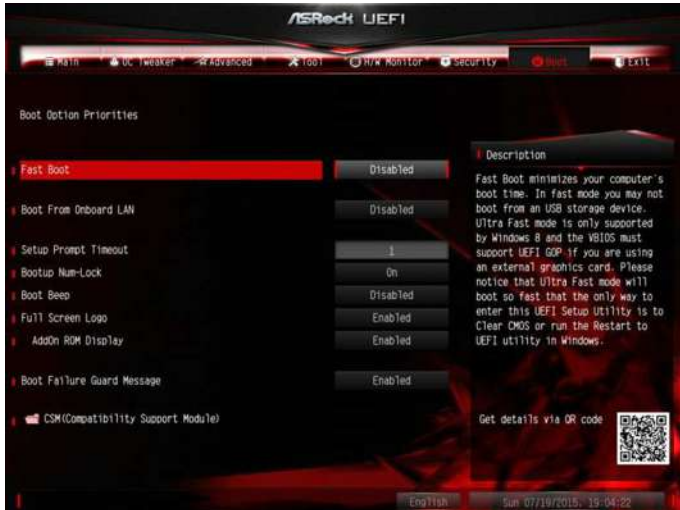 ASRock UEFI
Main OC Tweaker Advanced Tool H/W Monitor Security Boot Exit
Boot Option Priorities
Fast Boot Disabled
Boot From Onboard LAN Disabled
Setup Prompt Timeout 1
Bootup Num-Lock On
Boot Beep Disabled
Full Screen Logo Enabled
AddOn ROM Display Enabled
Boot Failure Guard Message Enabled
CSM(Compatibility Support Module)
Description
Fast Boot minimizes your computer's
boot time. In fast mode you may not
boot from an USB storage device.
Ultra Fast mode is only supported
by Windows 8 and the VBIOS must
support UEFI GOP if you are using
an external graphics card. Please
notice that Ultra Fast mode will
boot so fast that the only way to
enter this UEFI Setup Utility is to
Clear CMOS or run the Restart to
UEFI utility in Windows.
Get details via QR code
English Sun 07/19/2015. 19:04:22